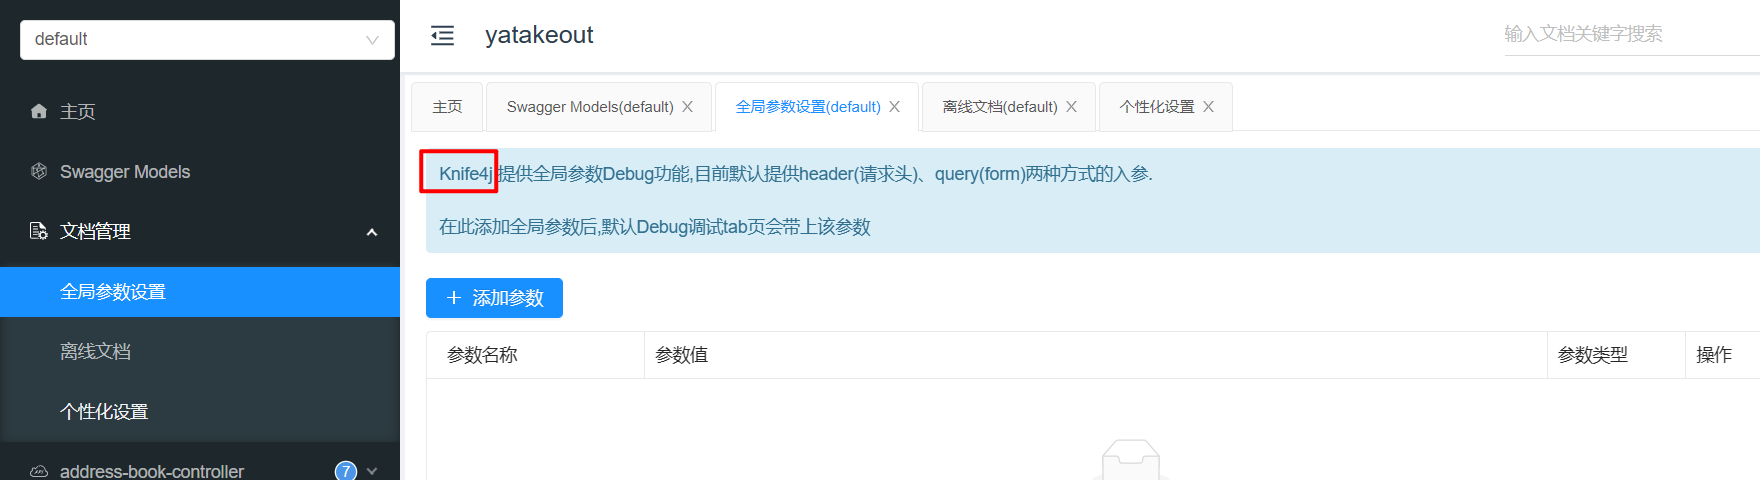 default
yatakeout
输入文档关键字搜索
主页
Swagger Models
文档管理
全局参数设置
离线文档
个性化设置
address-book-controller 7
主页
Swagger Models(default)
全局参数设置(default)
离线文档(default)
个性化设置
Knife4j 提供全局参数Debug功能,目前默认提供header(请求头)、query(form)两种方式的入参.
在此添加全局参数后,默认Debug调试tab页会带上该参数
添加参数
参数名称 参数值 参数类型 操作